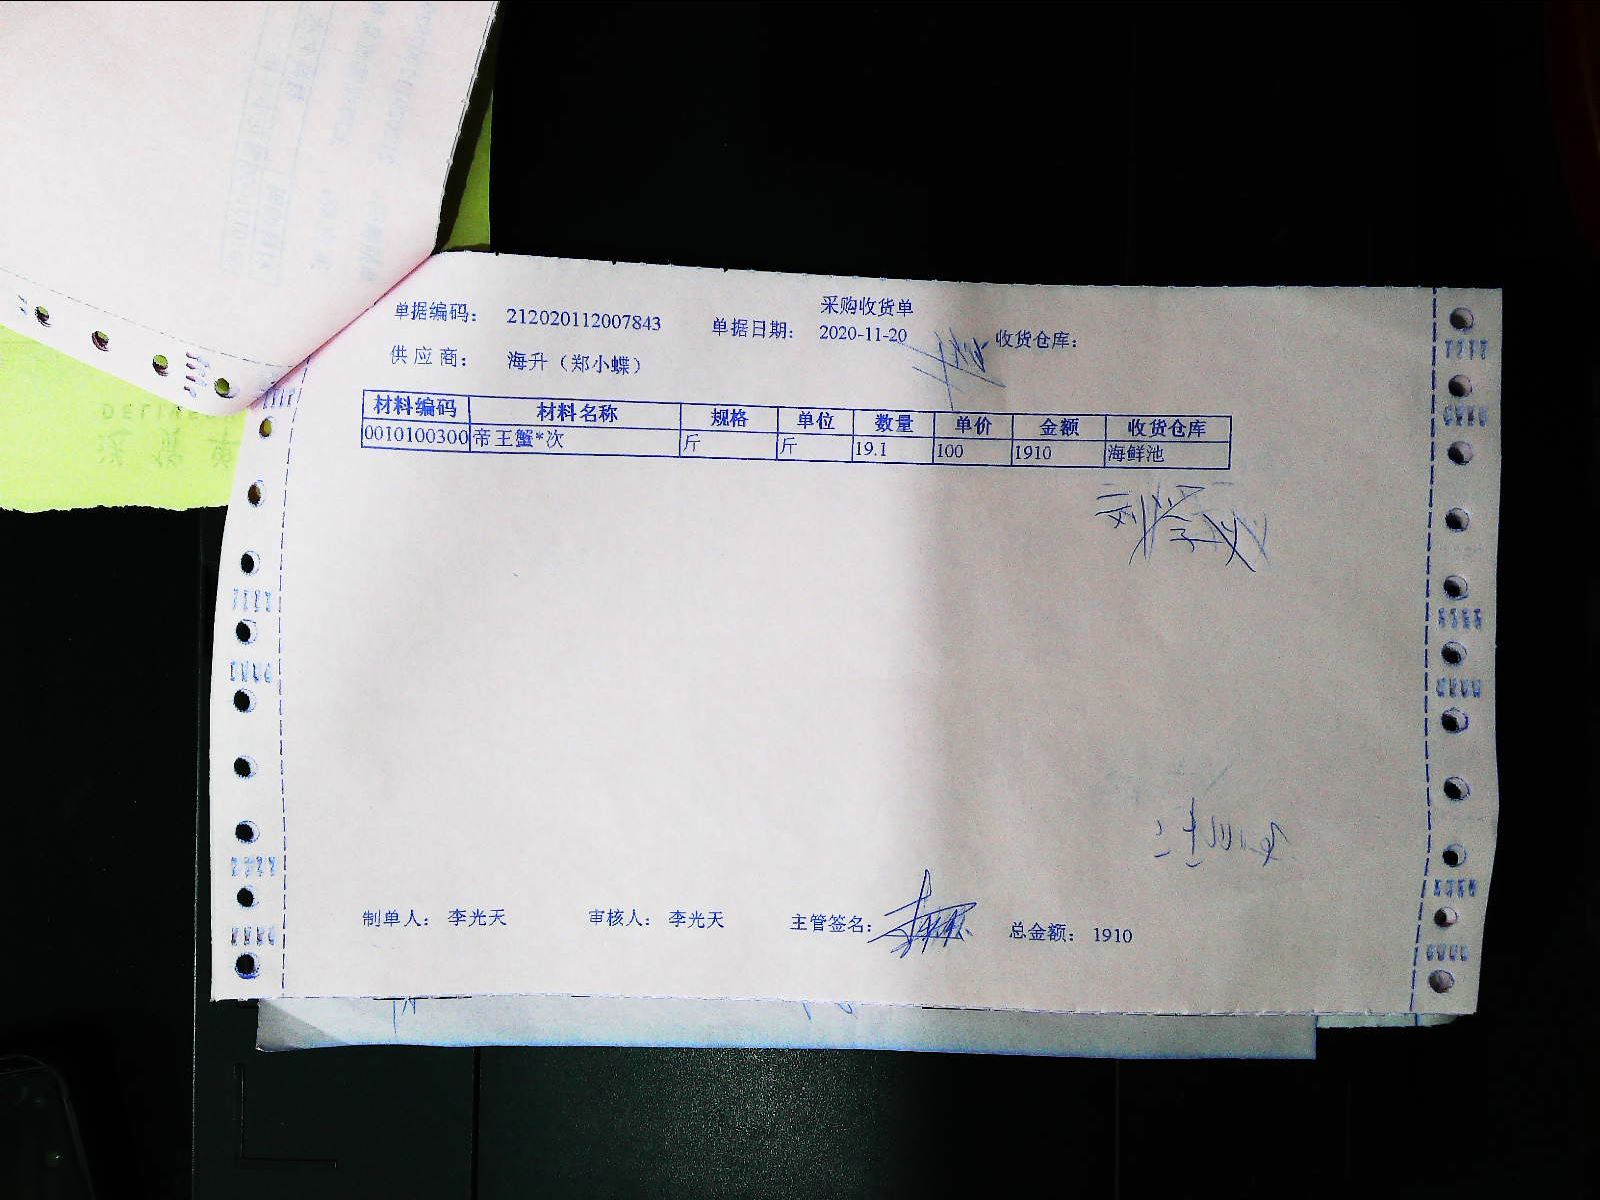 采购收货单
单据编码： 212020112007843 单据日期： 2020-11-20 收货仓库：
供应商： 海升（郑小蝶）
材料编码 材料名称 规格 单位 数量 单价 金额 收货仓库
0010100300 帝王蟹*次 斤 斤 19.1 100 1910 海鲜池
制单人： 李光天 审核人： 李光天 主管签名： 总金额： 1910